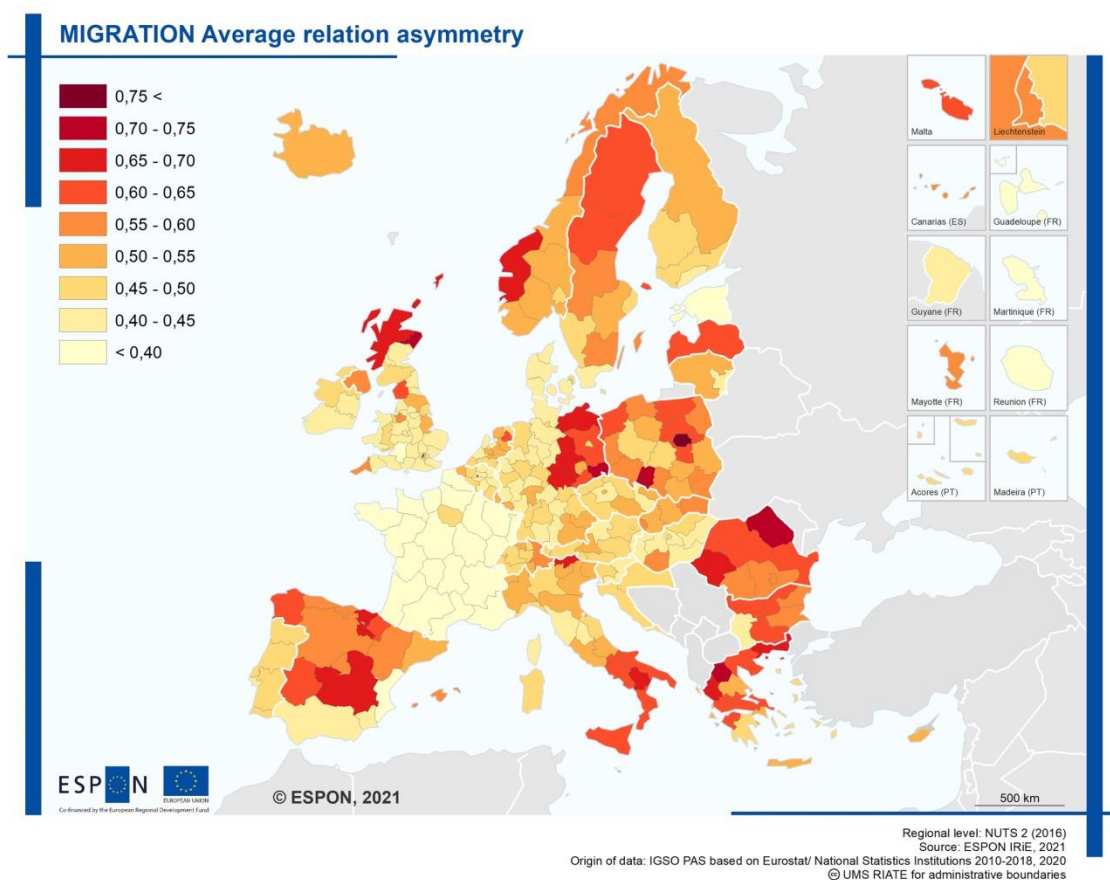 MIGRATION Average relation asymmetry
0,75 <
0,70 - 0,75
0,65 - 0,70
0,60 - 0,65
0,55 - 0,60
0,50 - 0,55
0,45 - 0,50
0,40 - 0,45
< 0,40
Malta
Liechtenstein
Canarias (ES)
Guadeloupe (FR)
Guyane (FR)
Martinique (FR)
Mayotte (FR)
Reunion (FR)
Acores (PT)
Madeira (PT)
ESPON
EUROPEAN UNION
Co-financed by the European Regional Development Fund
© ESPON, 2021
500 km
Regional level: NUTS 2 (2016)
Source: ESPON IRiE, 2021
Origin of data: IGSO PAS based on Eurostat/ National Statistics Institutions 2010-2018, 2020
㏄ UMS RIATE for administrative boundaries